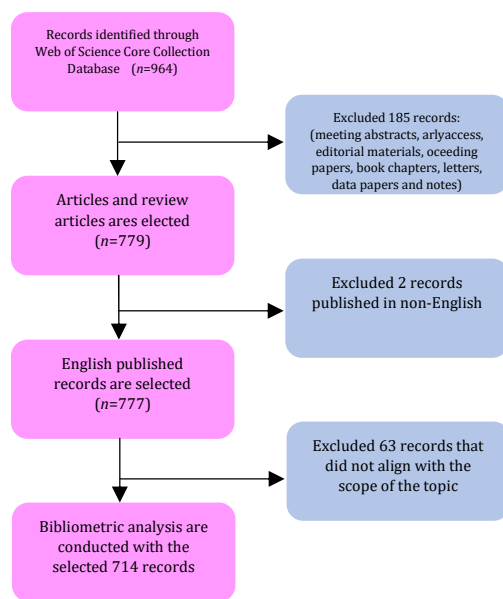 Records identified through
Web of Science Core Collection
Database (n=964)
Excluded 185 records:
(meeting abstracts, arlyaccess,
editorial materials, oceeding
papers, book chapters, letters,
data papers and notes)
Articles and review
articles ares elected
(n=779)
Excluded 2 records
published in non-English
English published
records are selected
(n=777)
Excluded 63 records that
did not align with the
scope of the topic
Bibliometric analysis are
conducted with the
selected 714 records